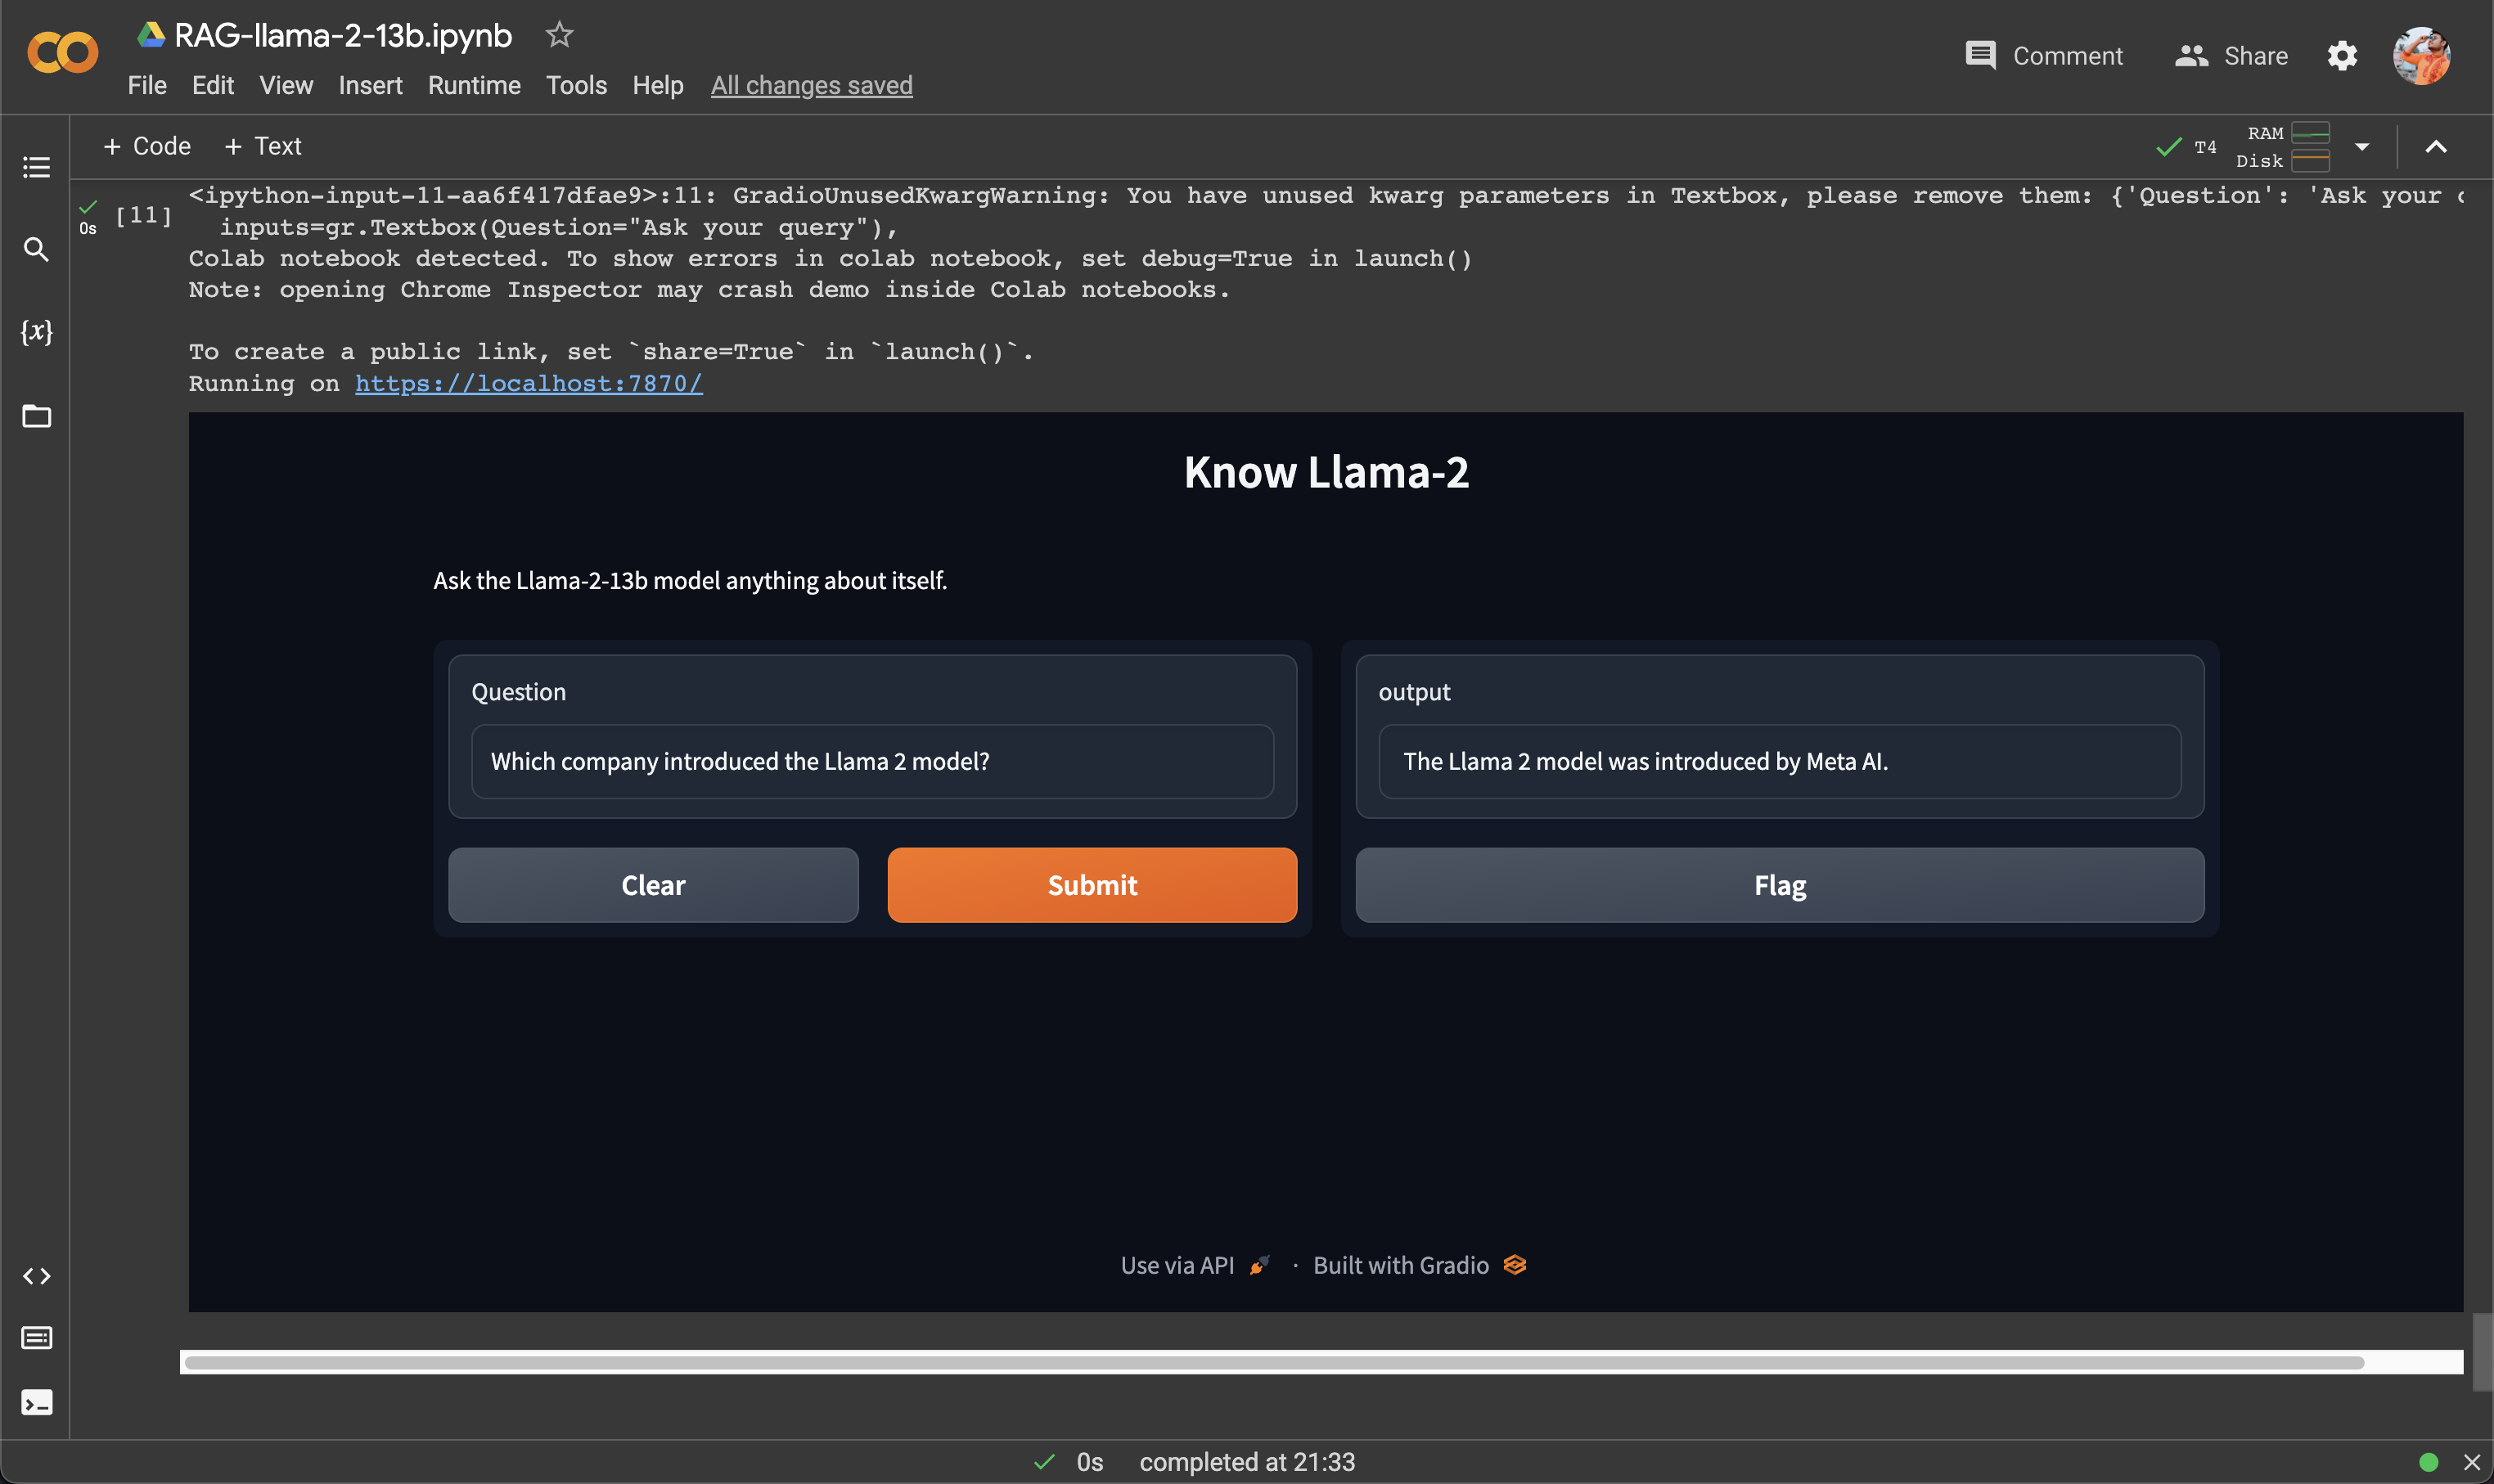 RAG-llama-2-13b.ipynb
Comment
Share
File Edit View Insert Runtime Tools Help All changes saved
+ Code + Text
T4
RAM
Disk
[11]
0s
<ipython-input-11-aa6f417dfae9>:11: GradioUnusedKwargWarning: You have unused kwarg parameters in Textbox, please remove them: {'Question': 'Ask your
inputs=gr.Textbox(Question="Ask your query"),
Colab notebook detected. To show errors in colab notebook, set debug=True in launch()
Note: opening Chrome Inspector may crash demo inside Colab notebooks.
To create a public link, set `share=True` in `launch()`.
Running on https://localhost:7870/
{x}
Know Llama-2
Ask the Llama-2-13b model anything about itself.
Question
Which company introduced the Llama 2 model?
Clear
Submit
output
The Llama 2 model was introduced by Meta AI.
Flag
Use via API · Built with Gradio
0s completed at 21:33